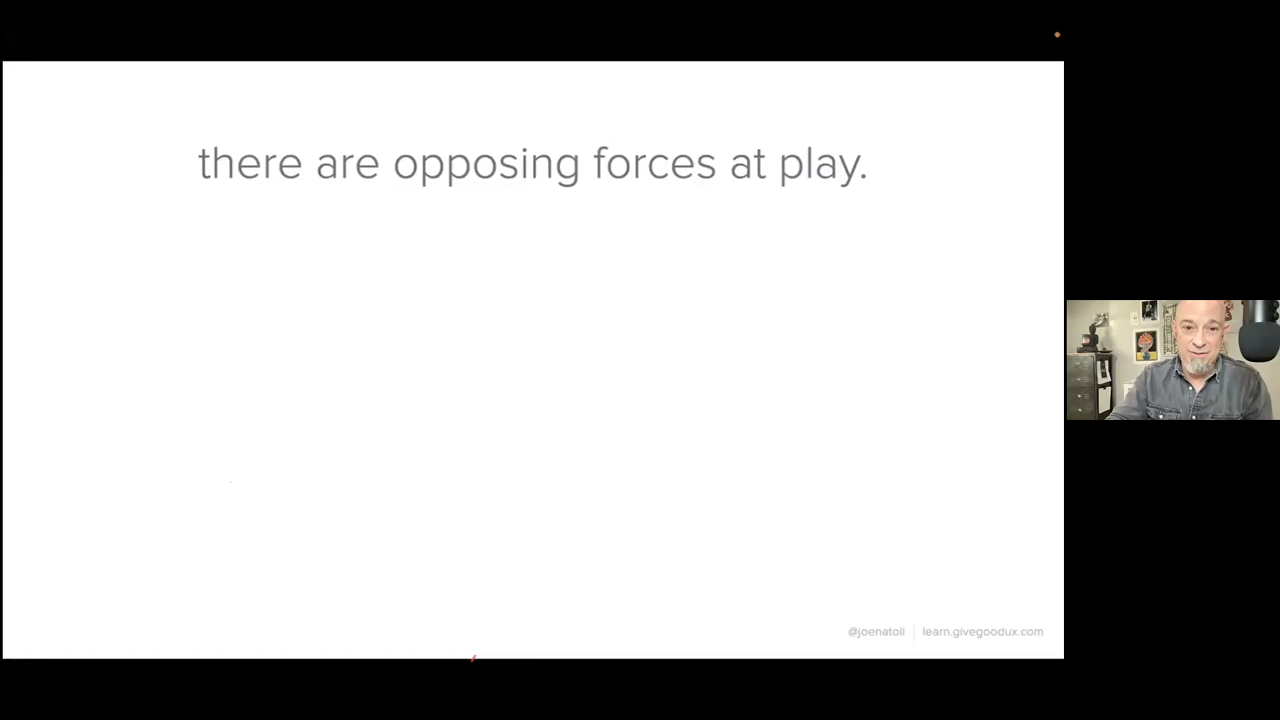 there are opposing forces at play.
@joenatoli | learn.givegoodux.com